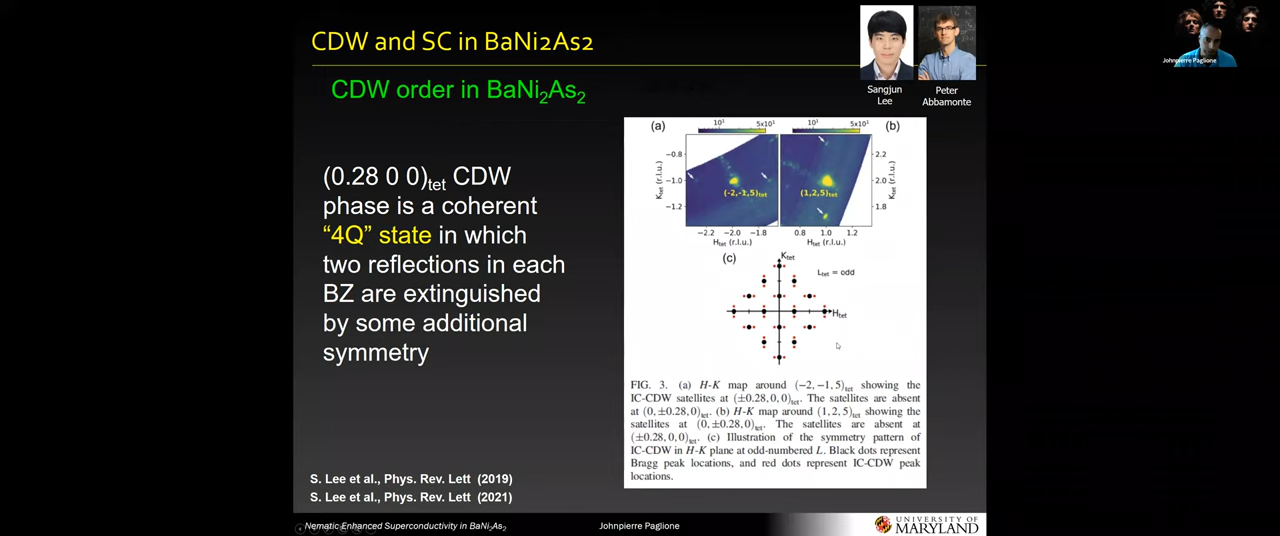 CDW and SC in BaNi2As2
CDW order in BaNi₂As₂
Sangjun
Lee
Peter
Abbamonte
Johnpierre Paglione
(0.28 0 0)tet CDW
phase is a coherent
“4Q” state in which
two reflections in each
BZ are extinguished
by some additional
symmetry
(a)
10¹
5x10¹
10¹
5x10¹
(b)
−0.8
−1.0
−1.2
Ktet (r.l.u.)
(-2,-1,5)tet
−2.2
−2.0
−1.8
Htet (r.l.u.)
(1,2,5)tet
0.8
1.0
1.2
Htet (r.l.u.)
2.2
2.0
1.8
Ktet (r.l.u.)
(c)
Ktet
Ltet = odd
Htet
FIG. 3. (a) H-K map around (−2, −1, 5)tet showing the
IC-CDW satellites at (±0.28, 0, 0)tet. The satellites are absent
at (0, ±0.28, 0)tet. (b) H-K map around (1, 2, 5)tet showing the
satellites at (0, ±0.28, 0)tet. The satellites are absent at
(±0.28, 0, 0)tet. (c) Illustration of the symmetry pattern of
IC-CDW in H-K plane at odd-numbered L. Black dots represent
Bragg peak locations, and red dots represent IC-CDW peak
locations.
S. Lee et al., Phys. Rev. Lett (2019)
S. Lee et al., Phys. Rev. Lett (2021)
Nematic Enhanced Superconductivity in BaNi₂As₂
Johnpierre Paglione
UNIVERSITY OF
MARYLAND